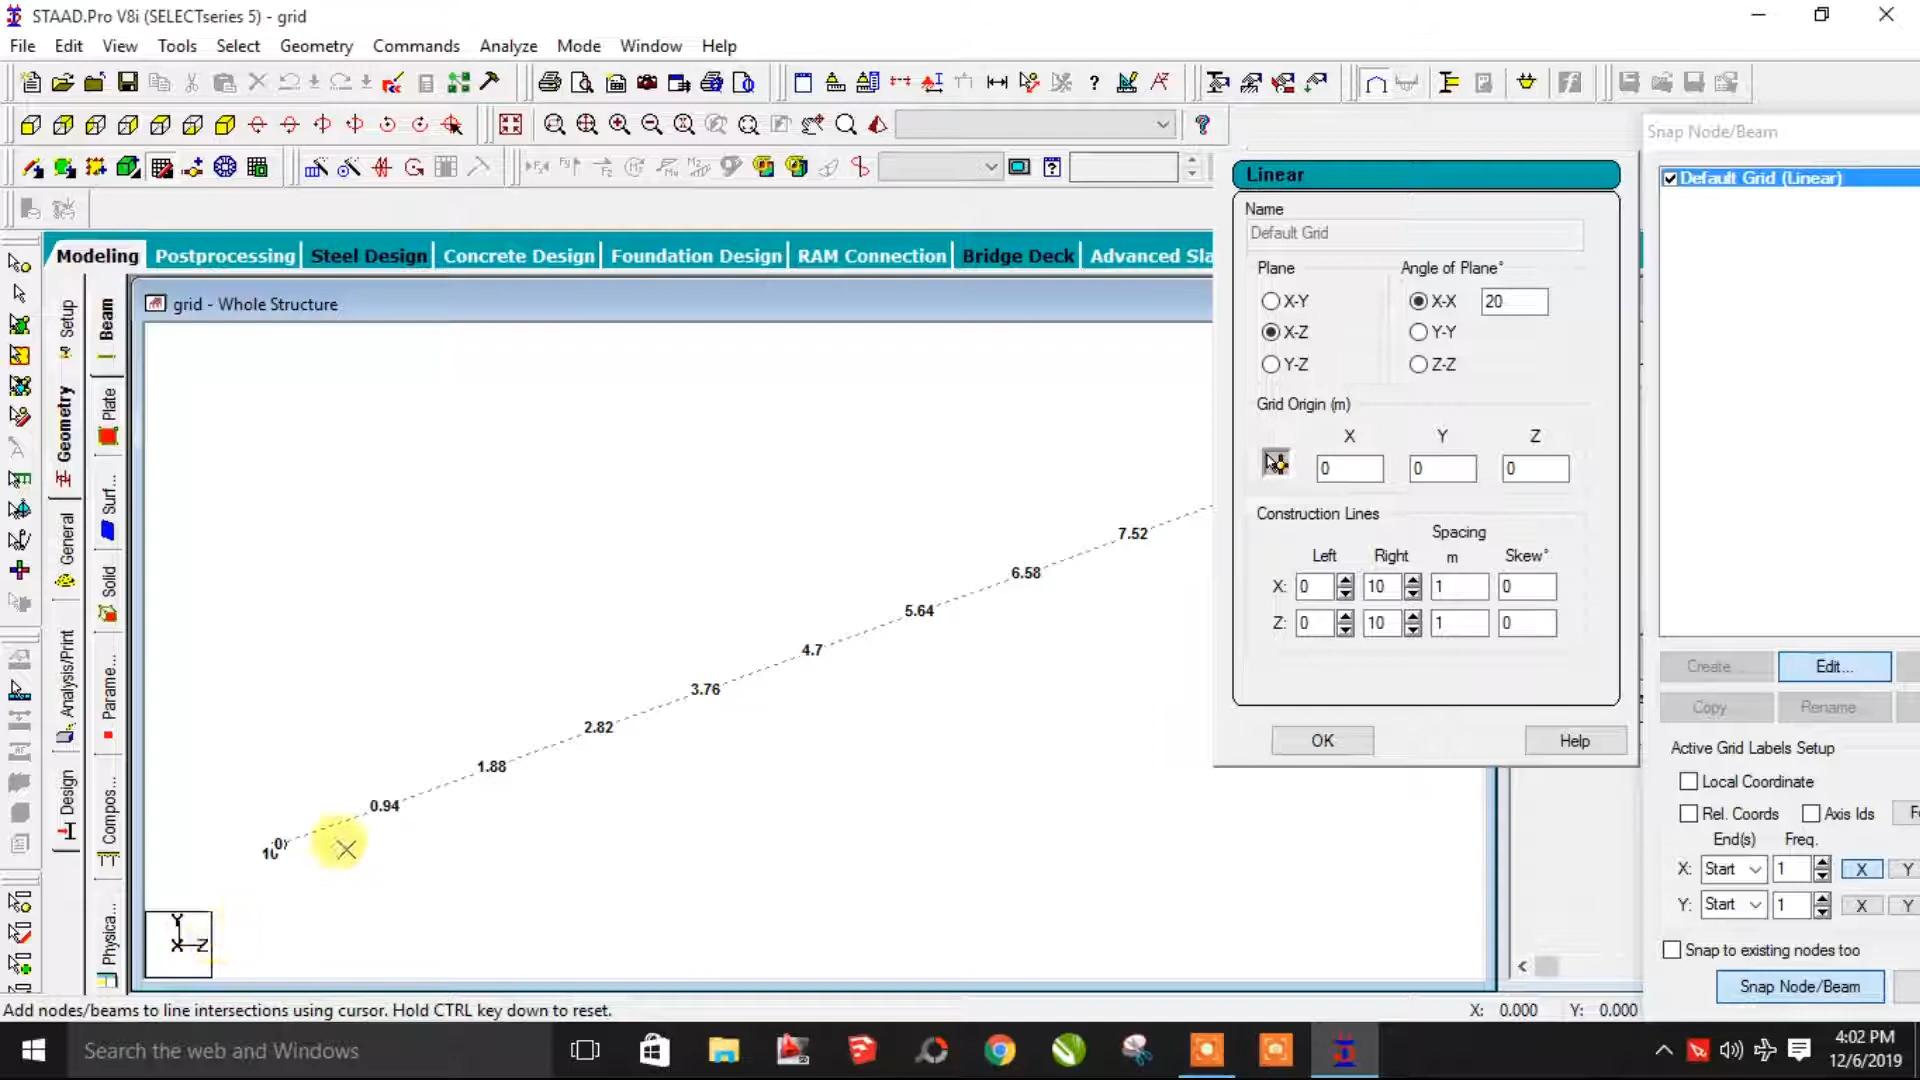 STAAD.Pro V8i (SELECTseries 5) - grid
File Edit View Tools Select Geometry Commands Analyze Mode Window Help
Snap Node/Beam
Linear
Default Grid (Linear)
Name
Default Grid
Modeling Postprocessing Steel Design Concrete Design Foundation Design RAM Connection Bridge Deck Advanced Sla
Plane Angle of Plane°
X-Y X-X 20
X-Z Y-Y
Y-Z Z-Z
grid - Whole Structure
Setup
Geometry
General
Analysis/Print
Design
Beam
Plate
Surf...
Solid
Parame...
Compos...
Physica...
Grid Origin (m)
X Y Z
0 0 0
Construction Lines
Spacing
Left Right m Skew°
X: 0 10 1 0
Z: 0 10 1 0
OK Help
7.52
6.58
5.64
4.7
3.76
2.82
1.88
0.94
0
10
Y
X Z
Create... Edit...
Copy Rename...
Active Grid Labels Setup
Local Coordinate
Rel. Coords Axis Ids Fo
End(s) Freq.
X: Start 1 X Y
Y: Start 1 X Y
Snap to existing nodes too
Snap Node/Beam
Add nodes/beams to line intersections using cursor. Hold CTRL key down to reset. X: 0.000 Y: 0.000
Search the web and Windows
4:02 PM
12/6/2019